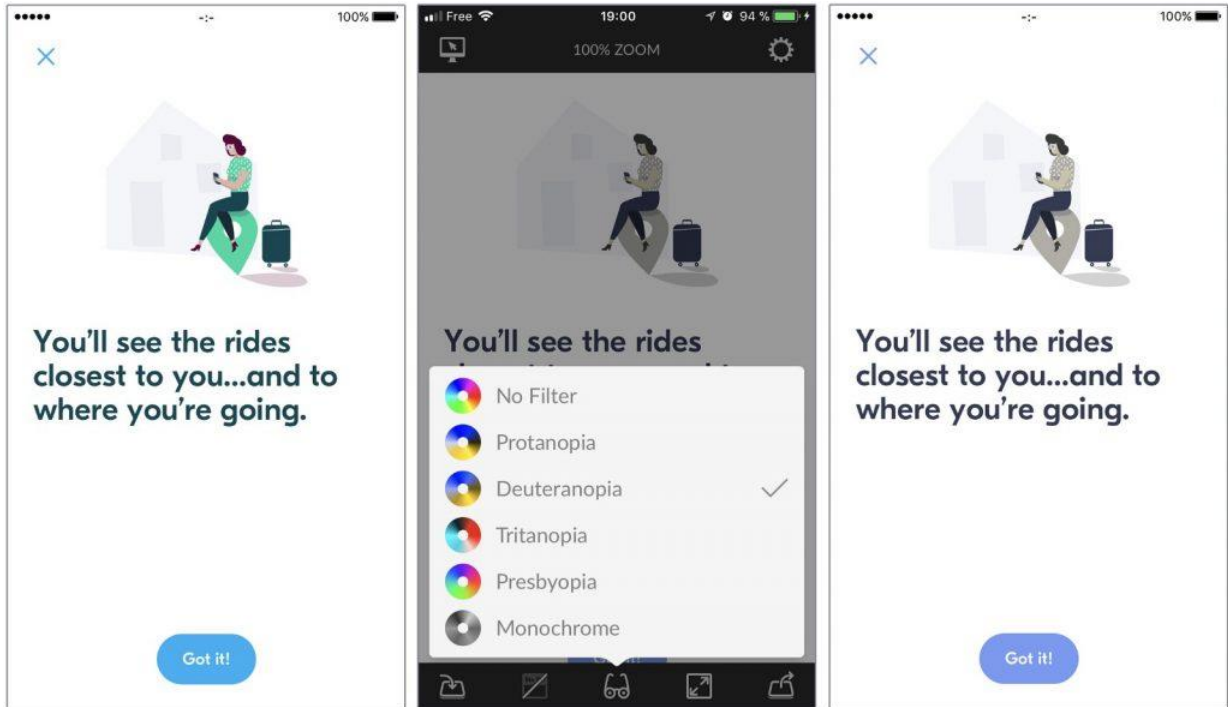 -:-
100%
You'll see the rides
closest to you...and to
where you're going.
Got it!
Free
19:00
94 %
100% ZOOM
You'll see the rides
No Filter
Protanopia
Deuteranopia
Tritanopia
Presbyopia
Monochrome
-:-
100%
You'll see the rides
closest to you...and to
where you're going.
Got it!